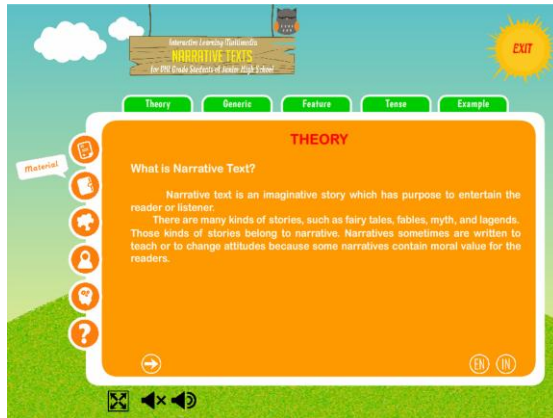 Interactive Learning Multimedia
NARRATIVE TEXTS
for Grade Sudents of Junior High School
EXIT
Theory
Generic
Feature
Tense
Example
Material
THEORY
What is Narrative Text?
Narrative text is an imaginative story which has purpose to entertain the
reader or listener.
There are many kinds of stories, such as fairy tales, fables, myth, and lagends.
Those kinds of stories belong to narrative. Narratives sometimes are written to
teach or to change attitudes because some narratives contain moral value for the
readers.
?
EN
IN